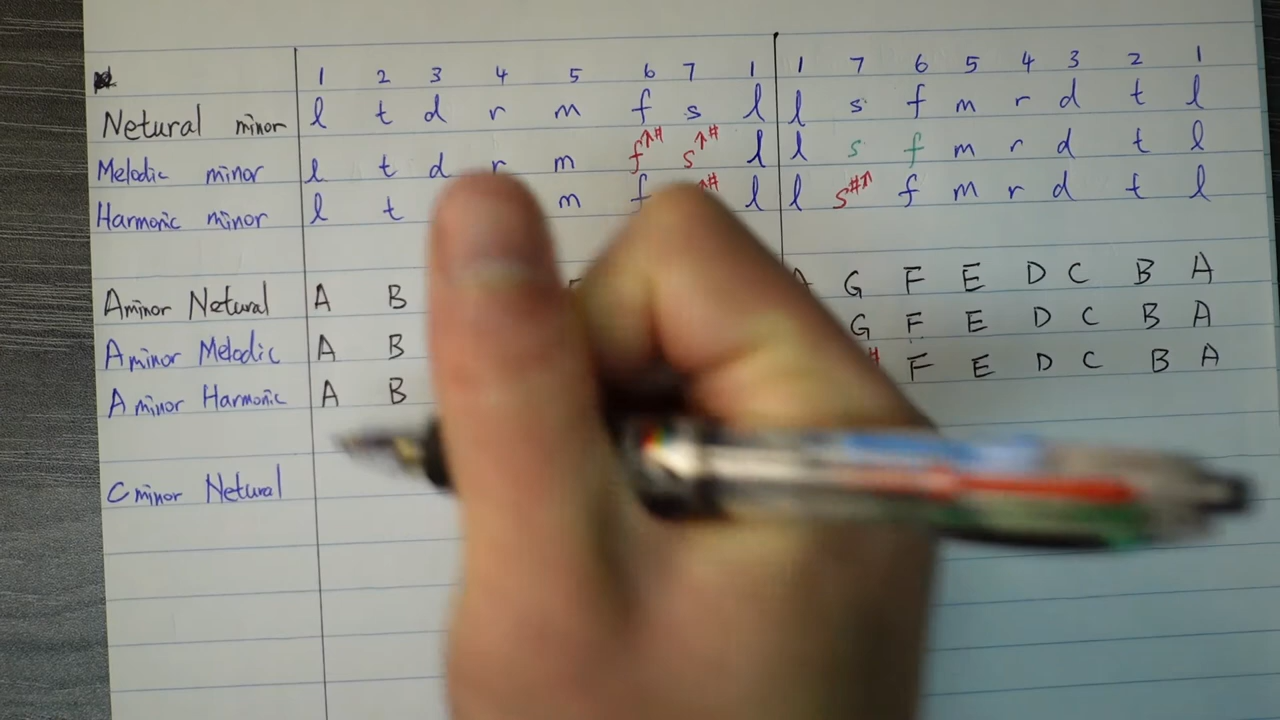 1 2 3 4 5 6 7 1 1 7 6 5 4 3 2 1
Netural minor l t d r m f s l l s f m r d t l
Melodic minor l t d r m f↑# s↑# l l s f m r d t l
Harmonic minor l t m f # l l s#↑ f m r d t l
Aminor Netural A B G F E D C B A
Aminor Melodic A B G F E D C B A
A minor Harmonic A B # F E D C B A
C minor Netural